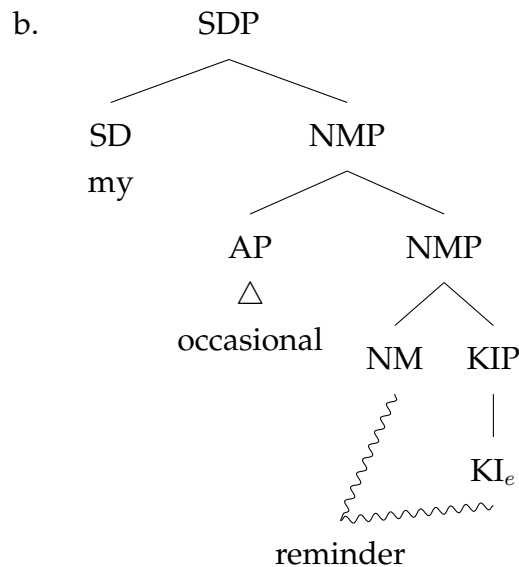 b. SDP
SD NMP
my
AP NMP
△
occasional
NM KIP
KIₑ
reminder